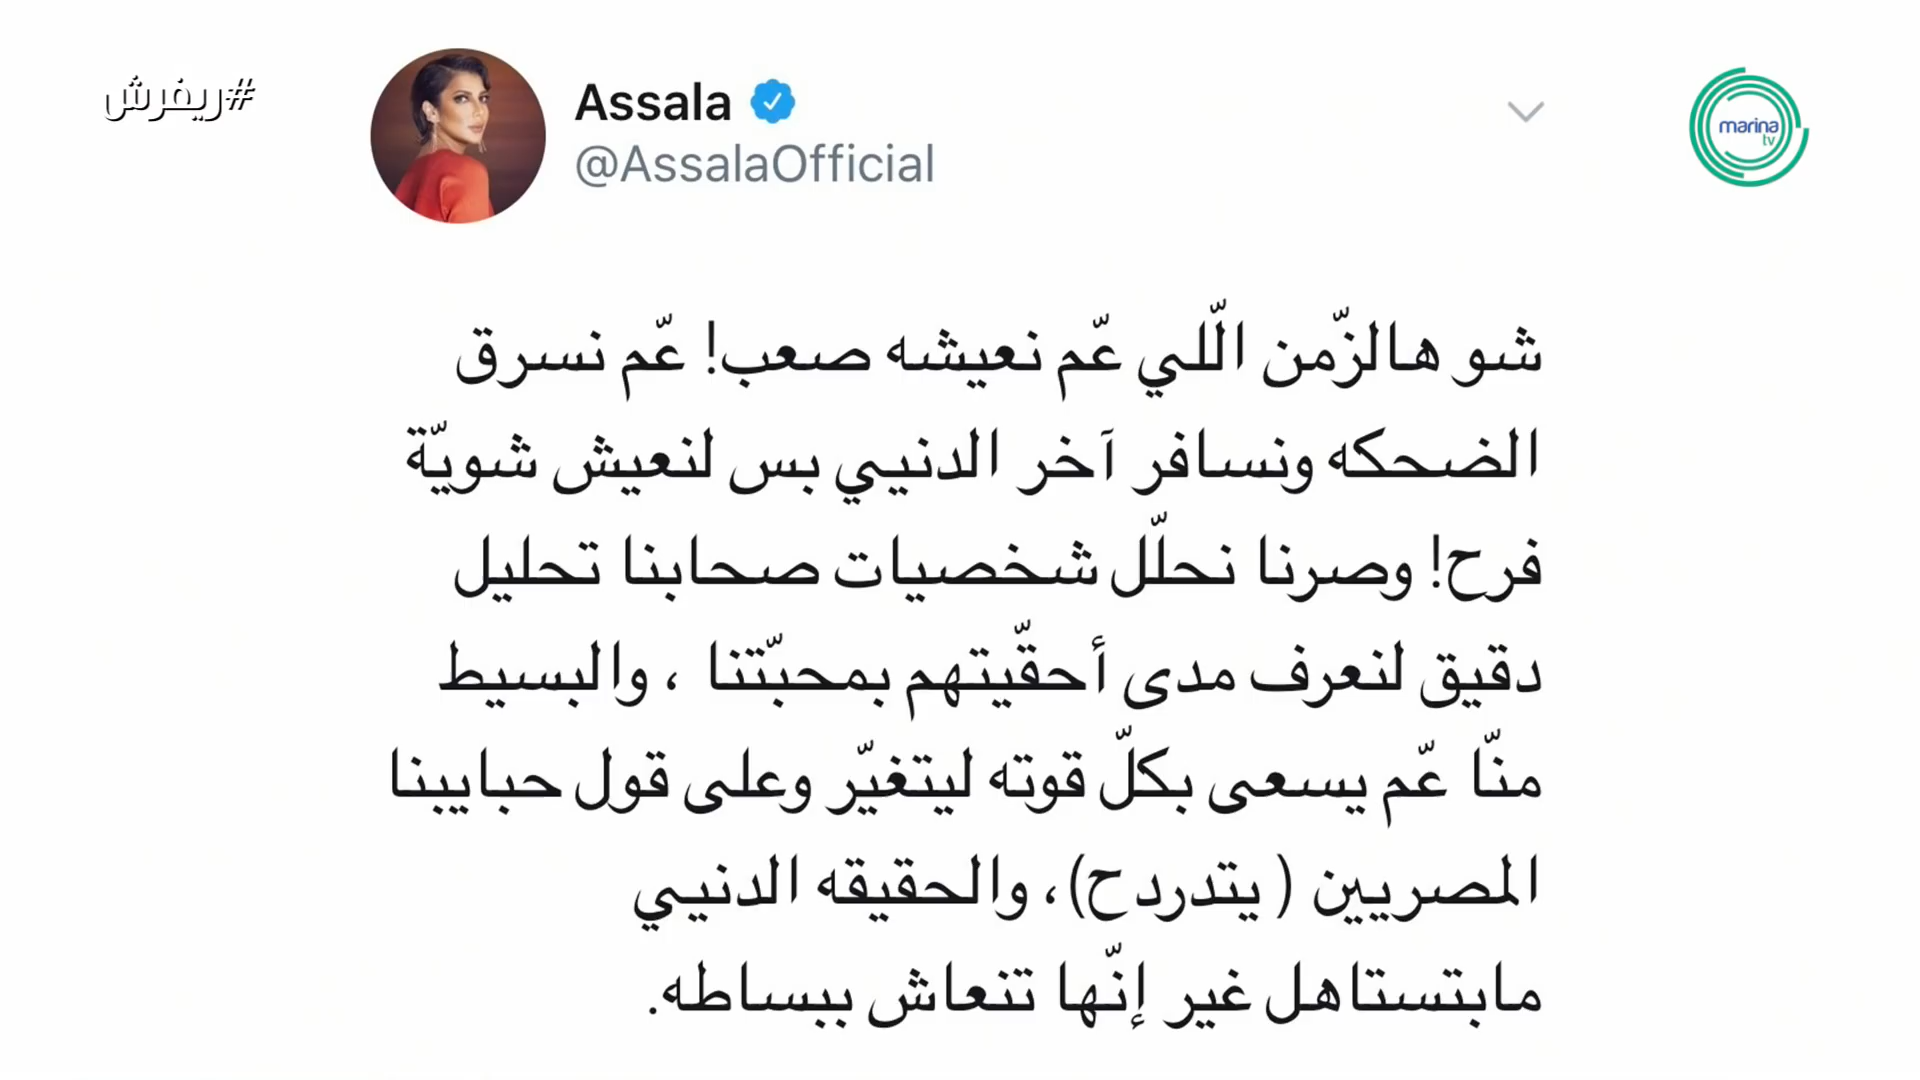 #ريفرش
Assala
@AssalaOfficial
marina
tv
شو هالزّمن الّلي عّم نعيشه صعب! عّم نسرق
الضحكه ونسافر آخر الدنيي بس لنعيش شويّة
فرح! وصرنا نحلّل شخصيات صحابنا تحليل
دقيق لنعرف مدى أحقّيتهم بمحبّتنا ، والبسيط
منّا عّم يسعى بكلّ قوته ليتغيّر وعلى قول حبايبنا
المصريين ( يتدردح)، والحقيقه الدنيي
مابتستاهل غير إنّها تنعاش ببساطه.